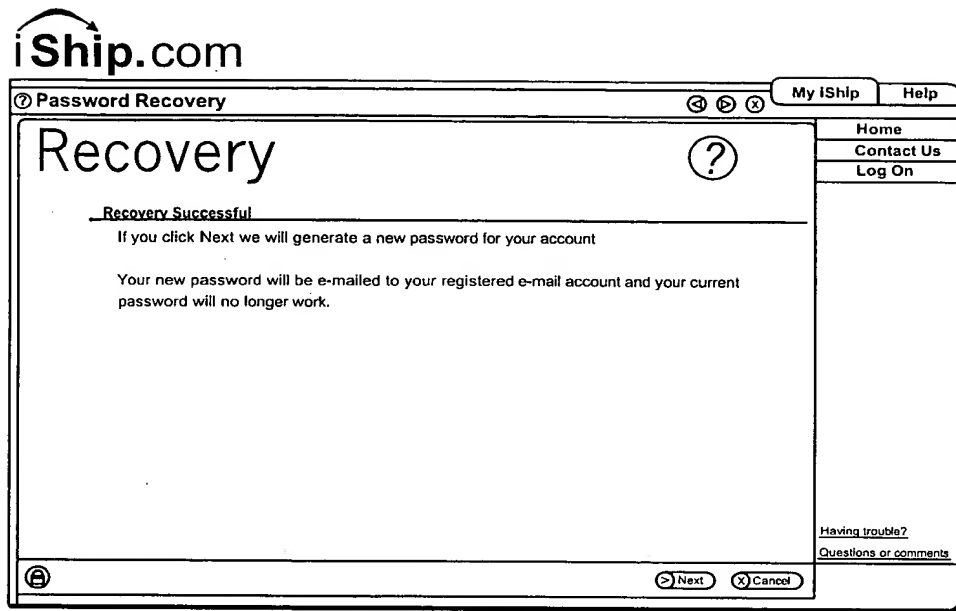 iShip.com
Password Recovery
My iShip
Help
Recovery
?
Home
Contact Us
Log On
Recovery Successful
If you click Next we will generate a new password for your account
Your new password will be e-mailed to your registered e-mail account and your current
password will no longer work.
Having trouble?
Questions or comments
Next
Cancel